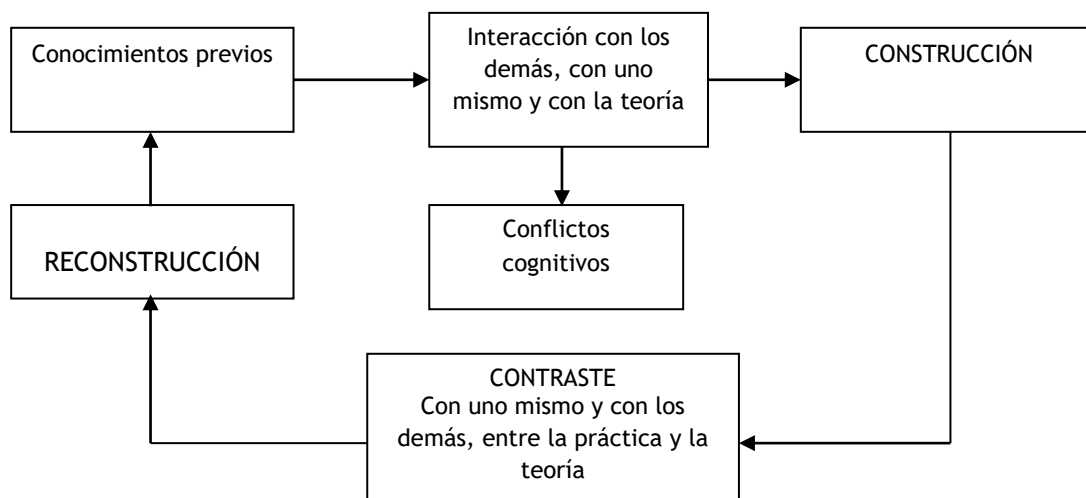 Conocimientos previos
Interacción con los
demás, con uno
mismo y con la teoría
CONSTRUCCIÓN
RECONSTRUCCIÓN
Conflictos
cognitivos
CONTRASTE
Con uno mismo y con los
demás, entre la práctica y la
teoría